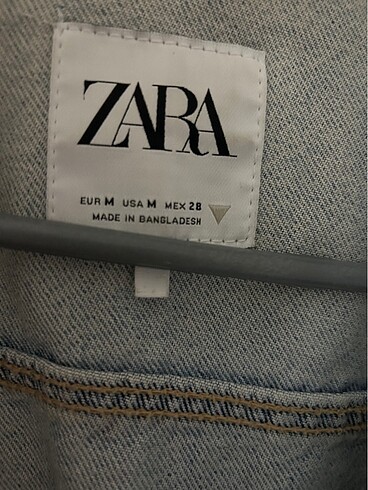 ZARA
EUR M USA M MEX 28
MADE IN BANGLADESH